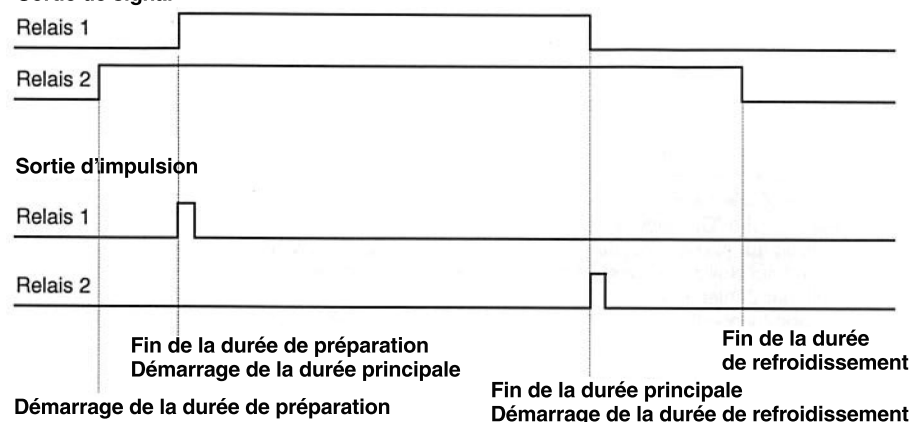 Relais 1
Relais 2
Sortie d'impulsion
Relais 1
Relais 2
Fin de la durée de préparation
Démarrage de la durée principale
Fin de la durée
de refroidissement
Démarrage de la durée de préparation
Fin de la durée principale
Démarrage de la durée de refroidissement